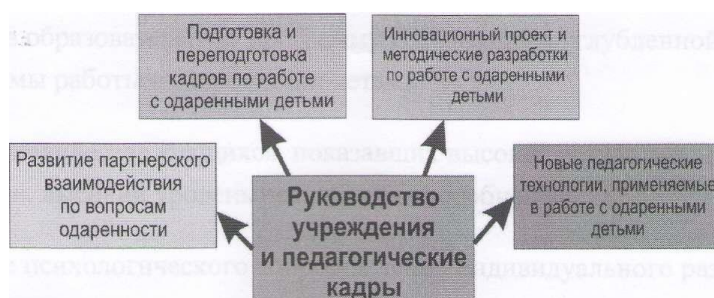 Подготовка и
переподготовка
кадров по работе
с одаренными детьми
Инновационный проект и
методические разработки
по работе с одаренными
детьми
Развитие партнерского
взаимодействия
по вопросам
одаренности
Новые педагогические
технологии, применяемые
в работе с одаренными
детьми
Руководство
учреждения
и педагогические
кадры